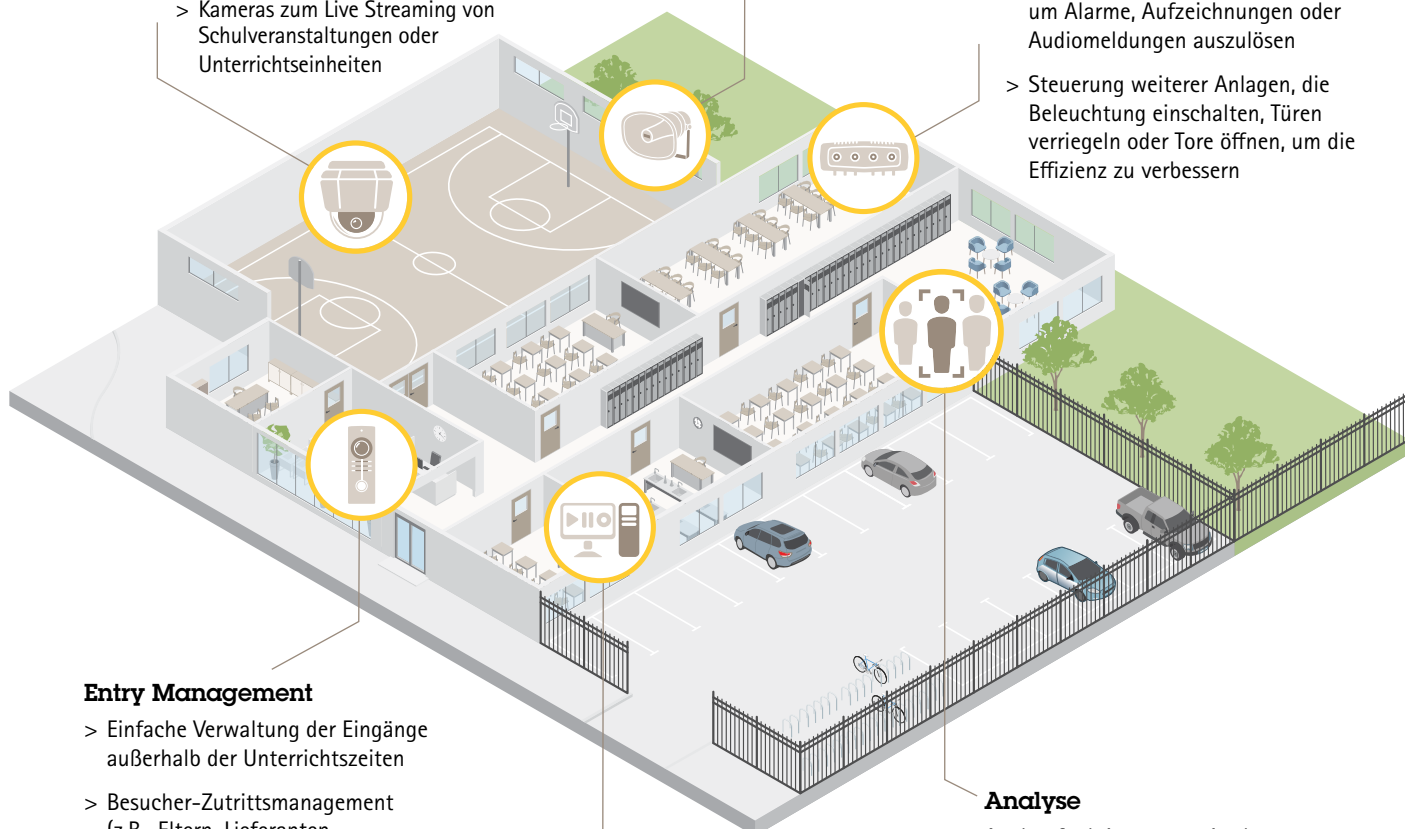 > Kameras zum Live Streaming von
Schulveranstaltungen oder
Unterrichtseinheiten
um Alarme, Aufzeichnungen oder
Audiomeldungen auszulösen
> Steuerung weiterer Anlagen, die
Beleuchtung einschalten, Türen
verriegeln oder Tore öffnen, um die
Effizienz zu verbessern
Entry Management
> Einfache Verwaltung der Eingänge
außerhalb der Unterrichtszeiten
> Besucher-Zutrittsmanagement
(z.B. Eltern, Lieferanten
Analyse